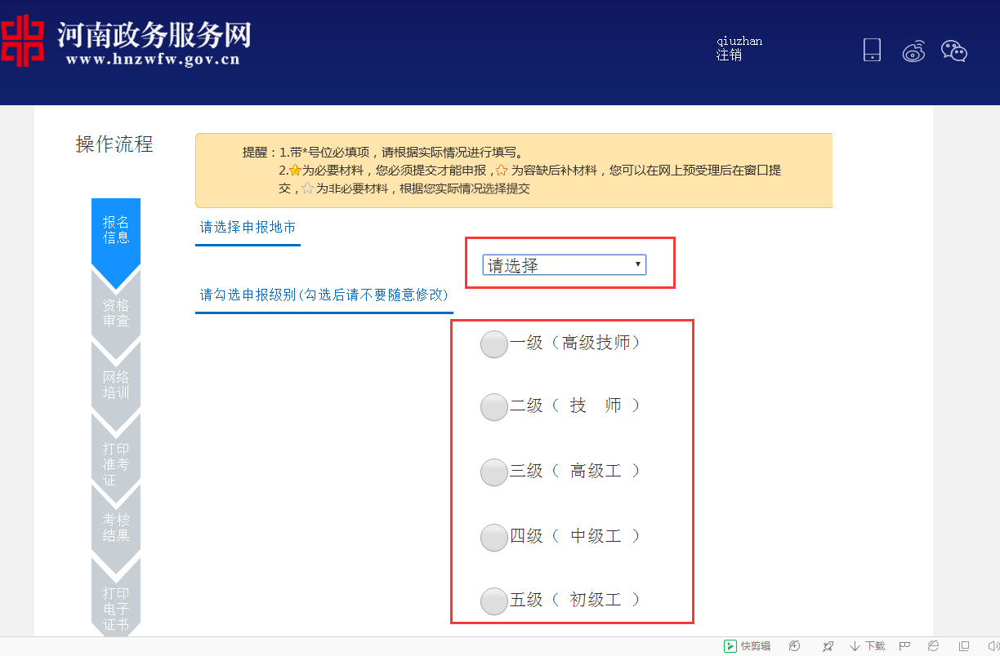 河南政务服务网
www.hnzwfw.gov.cn
qiuzhan
注销
操作流程
报名
信息
资格
审查
网络
培训
打印
准考
证
考核
结果
打印
电子
证书
提醒：1.带*号位必填项，请根据实际情况进行填写。
2.⭐为必要材料，您必须提交才能申报，☆ 为容缺后补材料，您可以在网上预受理后在窗口提
交，☆ 为非必要材料，根据您实际情况选择提交
请选择申报地市
请选择
请勾选申报级别(勾选后请不要随意修改)
一级（高级技师）
二级（ 技　师 ）
三级（ 高级工 ）
四级（ 中级工 ）
五级（ 初级工 ）
快剪辑
下载